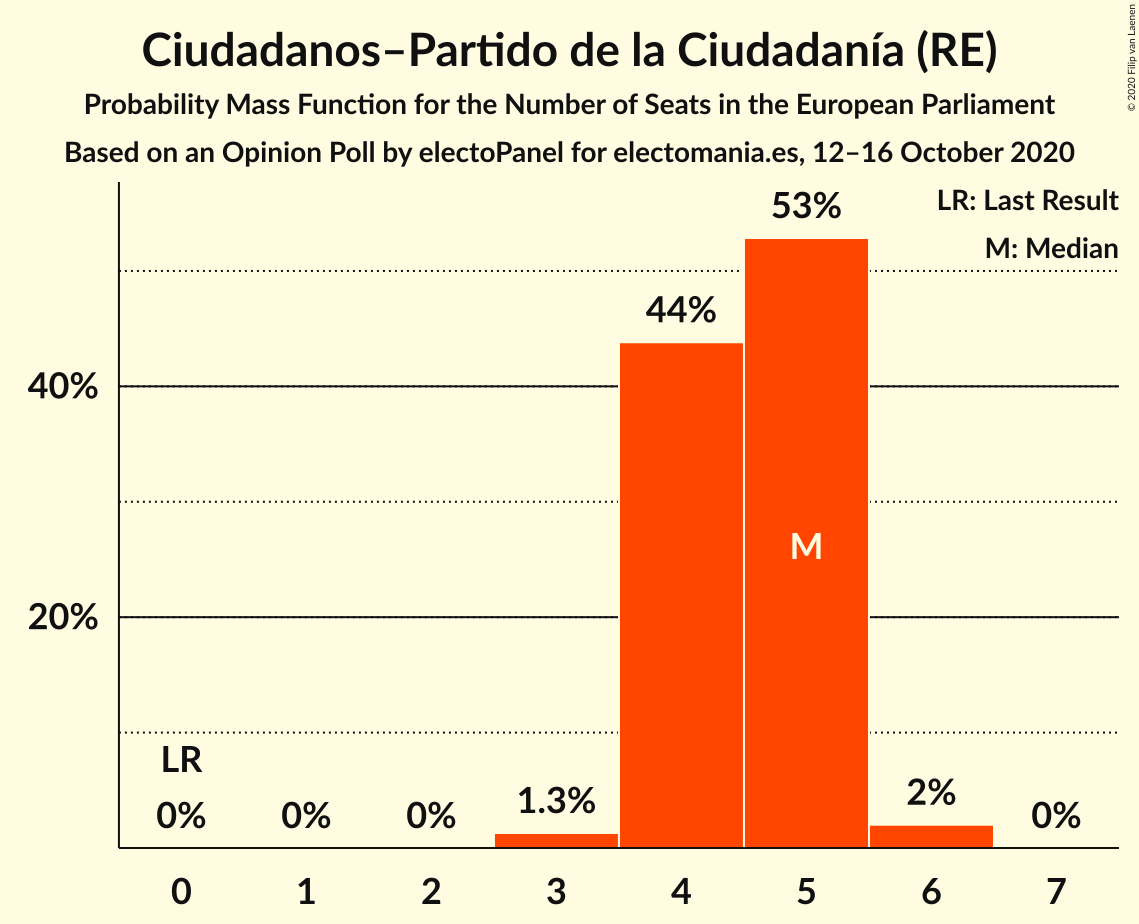 Ciudadanos–Partido de la Ciudadanía (RE)
Probability Mass Function for the Number of Seats in the European Parliament
Based on an Opinion Poll by electoPanel for electomania.es, 12–16 October 2020
© 2020 Filip van Laenen
LR: Last Result
M: Median
53%
44%
40%
M
20%
LR
0% 0% 0% 1.3% 2% 0%
0 1 2 3 4 5 6 7